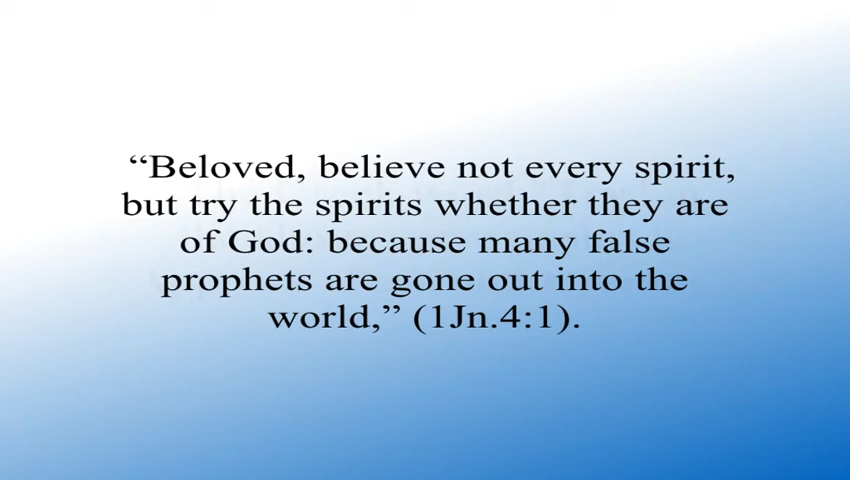 “Beloved, believe not every spirit,
but try the spirits whether they are
of God: because many false
prophets are gone out into the
world,” (1Jn.4:1).